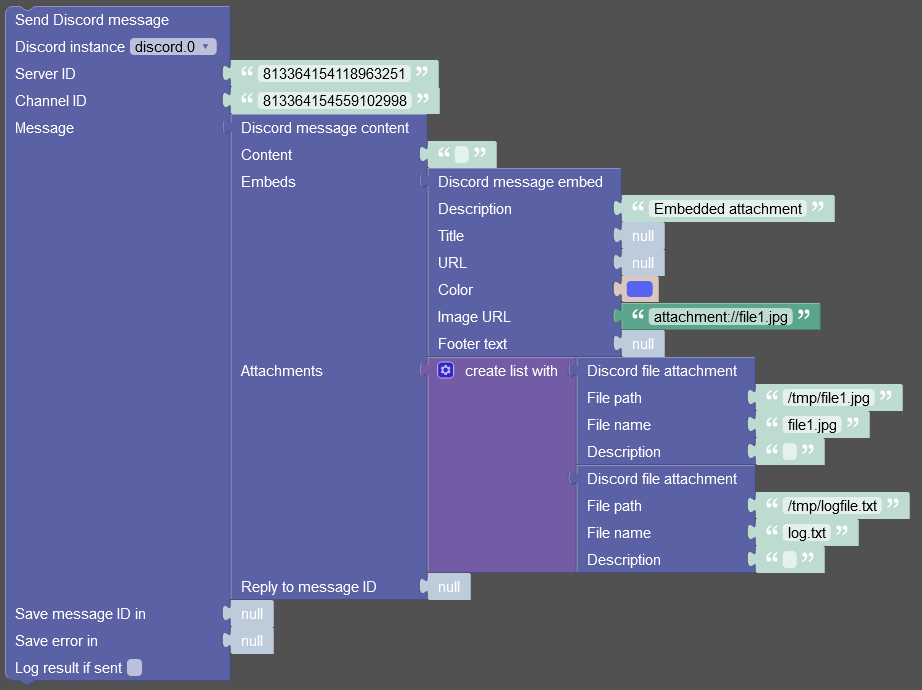 Send Discord message
Discord instance discord.0
Server ID “ 813364154118963251 ”
Channel ID “ 813364154559102998 ”
Message Discord message content
Content “ ”
Embeds Discord message embed
Description “ Embedded attachment ”
Title null
URL null
Color
Image URL “ attachment://file1.jpg ”
Footer text null
Attachments create list with Discord file attachment
File path “ /tmp/file1.jpg ”
File name “ file1.jpg ”
Description “ ”
Discord file attachment
File path “ /tmp/logfile.txt ”
File name “ log.txt ”
Description “ ”
Reply to message ID null
Save message ID in null
Save error in null
Log result if sent